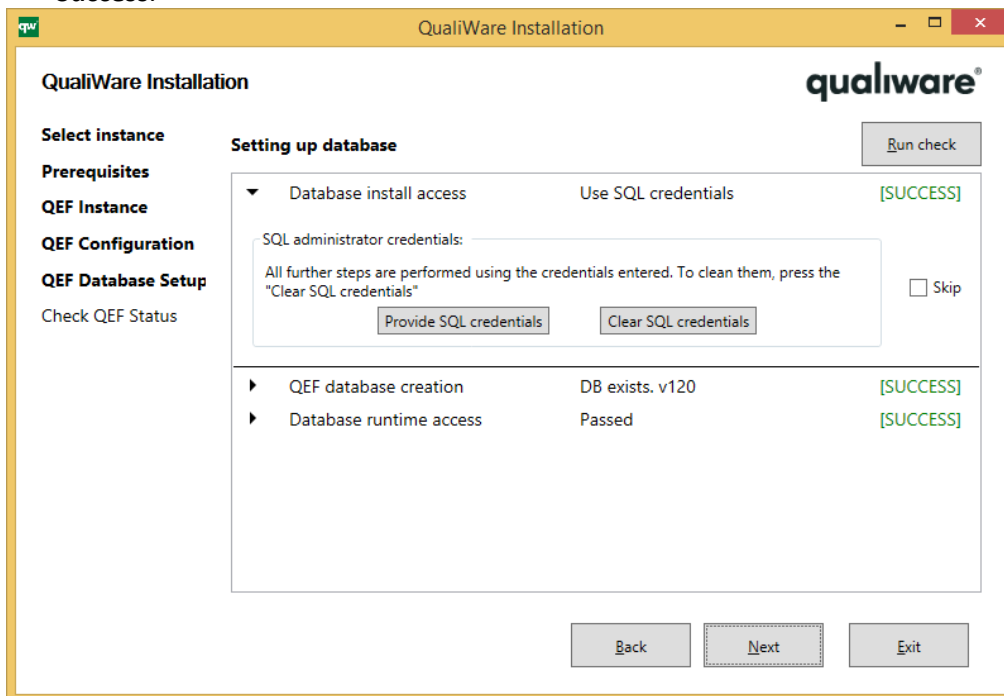 Success.
qw QualiWare Installation
QualiWare Installation
qualiware®
Select instance
Prerequisites
QEF Instance
QEF Configuration
QEF Database Setup
Check QEF Status
Setting up database
Run check
Database install access Use SQL credentials [SUCCESS]
SQL administrator credentials:
All further steps are performed using the credentials entered. To clean them, press the
"Clear SQL credentials"
Provide SQL credentials Clear SQL credentials
Skip
QEF database creation DB exists. v120 [SUCCESS]
Database runtime access Passed [SUCCESS]
Back Next Exit